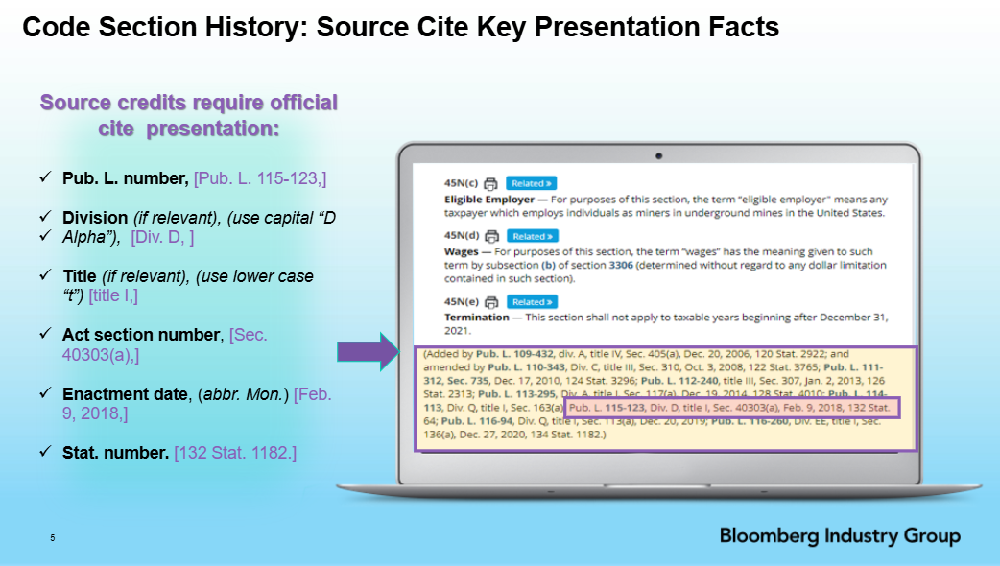 Code Section History: Source Cite Key Presentation Facts
Source credits require official
cite presentation:
✓ Pub. L. number, [Pub. L. 115-123,]
✓ Division (if relevant), (use capital “D
✓ Alpha”), [Div. D, ]
✓ Title (if relevant), (use lower case
“t”) [title I,]
✓ Act section number, [Sec.
40303(a),]
✓ Enactment date, (abbr. Mon.) [Feb.
9, 2018,]
✓ Stat. number. [132 Stat. 1182.]
45N(c) Related »
Eligible Employer — For purposes of this section, the term “eligible employer” means any
taxpayer which employs individuals as miners in underground mines in the United States.
45N(d) Related »
Wages — For purposes of this section, the term “wages” has the meaning given to such
term by subsection (b) of section 3306 (determined without regard to any dollar limitation
contained in such section).
45N(e) Related »
Termination — This section shall not apply to taxable years beginning after December 31,
2021.
(Added by Pub. L. 109-432, div. A, title IV, Sec. 405(a), Dec. 20, 2006, 120 Stat. 2922; and
amended by Pub. L. 110-343, Div. C, title III, Sec. 310, Oct. 3, 2008, 122 Stat. 3765; Pub. L. 111-
312, Sec. 735, Dec. 17, 2010, 124 Stat. 3296; Pub. L. 112-240, title III, Sec. 307, Jan. 2, 2013, 126
Stat. 2313; Pub. L. 113-295, Div. A, title I, Sec. 117(a), Dec. 19, 2014, 128 Stat. 4010; Pub. L. 114-
113, Div. Q, title I, Sec. 163(a) Pub. L. 115-123, Div. D, title I, Sec. 40303(a), Feb. 9, 2018, 132 Stat.
64; Pub. L. 116-94, Div. Q, title I, Sec. 113(a), Dec. 20, 2019; Pub. L. 116-260, Div. EE, title I, Sec.
136(a), Dec. 27, 2020, 134 Stat. 1182.)
5
Bloomberg Industry Group